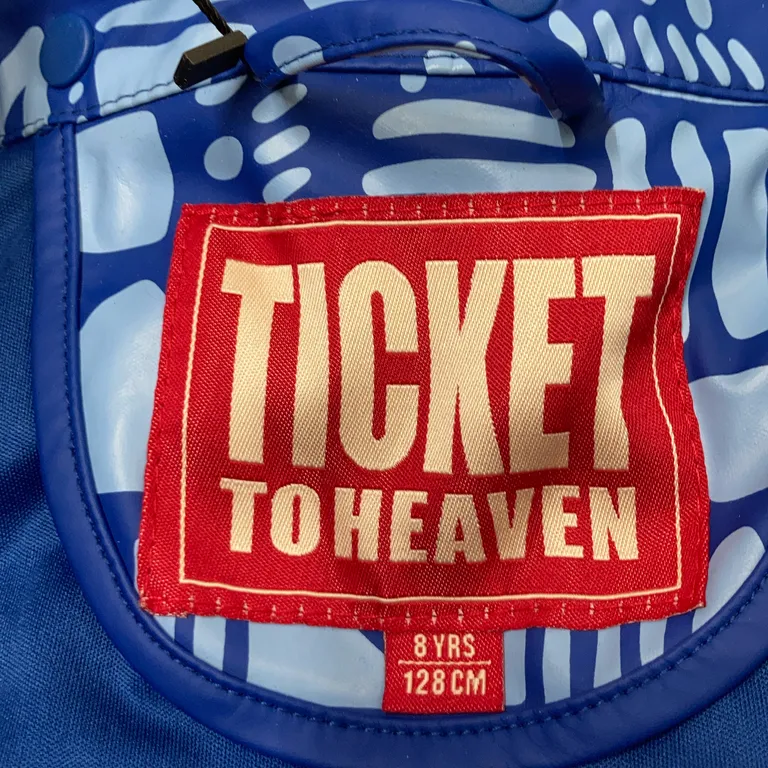 TICKET
TO HEAVEN
8 YRS
128 CM